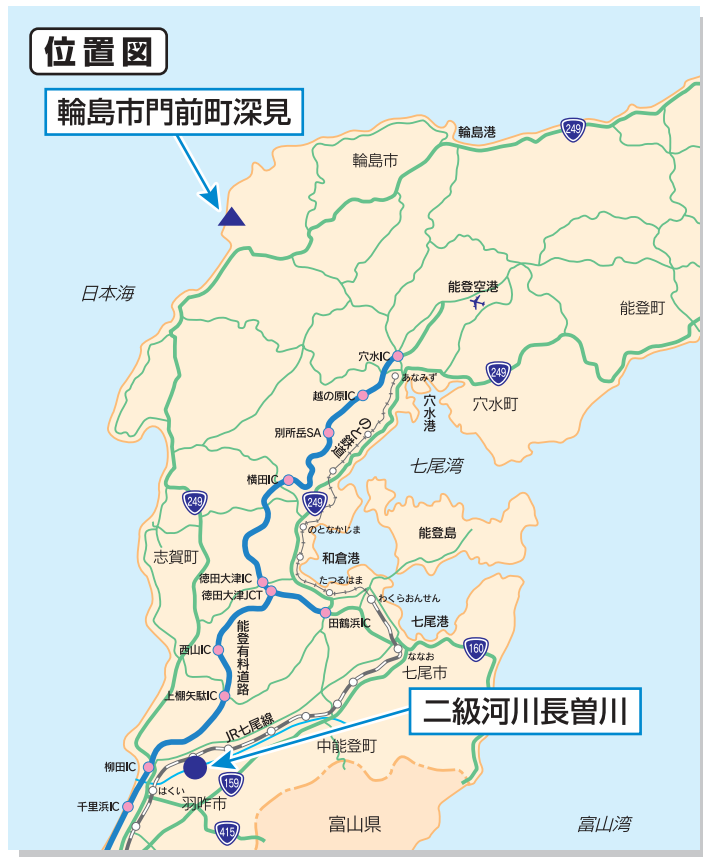 位置図
輪島市門前町深見
輪島港
249
輪島市
日本海
能登空港
能登町
穴水IC
249
あなみず
越の原IC
穴水港
穴水町
別所岳SA
のと鉄道
七尾湾
横田IC
249
249
のとなかじま
能登島
志賀町
和倉港
徳田大津IC
たつるはま
徳田大津JCT
わくらおんせん
田鶴浜IC
七尾港
能登有料道路
西山IC
160
ななお
七尾市
上棚矢駄IC
二級河川長曽川
JR七尾線
中能登町
柳田IC
159
はくい
羽咋市
千里浜IC
415
富山県
富山湾